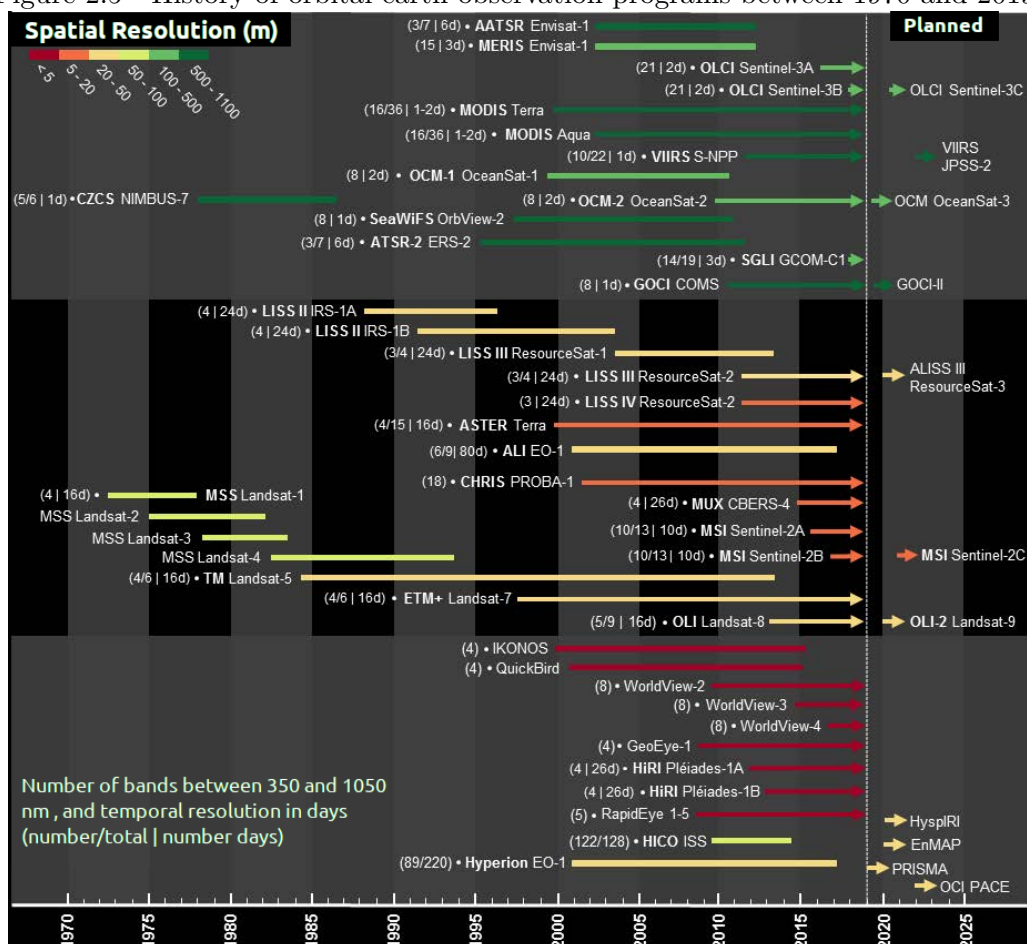 Figure 2.3 - History of orbital earth observation programs between 1970 and 2019
Spatial Resolution (m)
Planned
< 5
5 - 20
20 - 50
50 - 100
100 - 500
500 - 1100
(3/7 | 6d) • AATSR Envisat-1
(15 | 3d) • MERIS Envisat-1
(21 | 2d) • OLCI Sentinel-3A
(21 | 2d) • OLCI Sentinel-3B
OLCI Sentinel-3C
(16/36 | 1-2d) • MODIS Terra
(16/36 | 1-2d) • MODIS Aqua
(10/22 | 1d) • VIIRS S-NPP
VIIRS
JPSS-2
(8 | 2d) • OCM-1 OceanSat-1
(5/6 | 1d) • CZCS NIMBUS-7
(8 | 2d) • OCM-2 OceanSat-2
OCM OceanSat-3
(8 | 1d) • SeaWiFS OrbView-2
(3/7 | 6d) • ATSR-2 ERS-2
(14/19 | 3d) • SGLI GCOM-C1
(8 | 1d) • GOCI COMS
GOCI-II
(4 | 24d) • LISS II IRS-1A
(4 | 24d) • LISS II IRS-1B
(3/4 | 24d) • LISS III ResourceSat-1
(3/4 | 24d) • LISS III ResourceSat-2
ALISS III
ResourceSat-3
(3 | 24d) • LISS IV ResourceSat-2
(4/15 | 16d) • ASTER Terra
(6/9| 80d) • ALI EO-1
(18) • CHRIS PROBA-1
(4 | 16d) • MSS Landsat-1
(4 | 26d) • MUX CBERS-4
MSS Landsat-2
(10/13 | 10d) • MSI Sentinel-2A
MSS Landsat-3
(10/13 | 10d) • MSI Sentinel-2B
MSI Sentinel-2C
MSS Landsat-4
(4/6 | 16d) • TM Landsat-5
(4/6 | 16d) • ETM+ Landsat-7
(5/9 | 16d) • OLI Landsat-8
OLI-2 Landsat-9
(4) • IKONOS
(4) • QuickBird
(8) • WorldView-2
(8) • WorldView-3
(8) • WorldView-4
(4) • GeoEye-1
(4 | 26d) • HiRI Pléiades-1A
(4 | 26d) • HiRI Pléiades-1B
(5) • RapidEye 1-5
HyspIRI
(122/128) • HICO ISS
EnMAP
(89/220) • Hyperion EO-1
PRISMA
OCI PACE
Number of bands between 350 and 1050
nm , and temporal resolution in days
(number/total | number days)
1970
1975
1980
1985
1990
1995
2000
2005
2010
2015
2020
2025